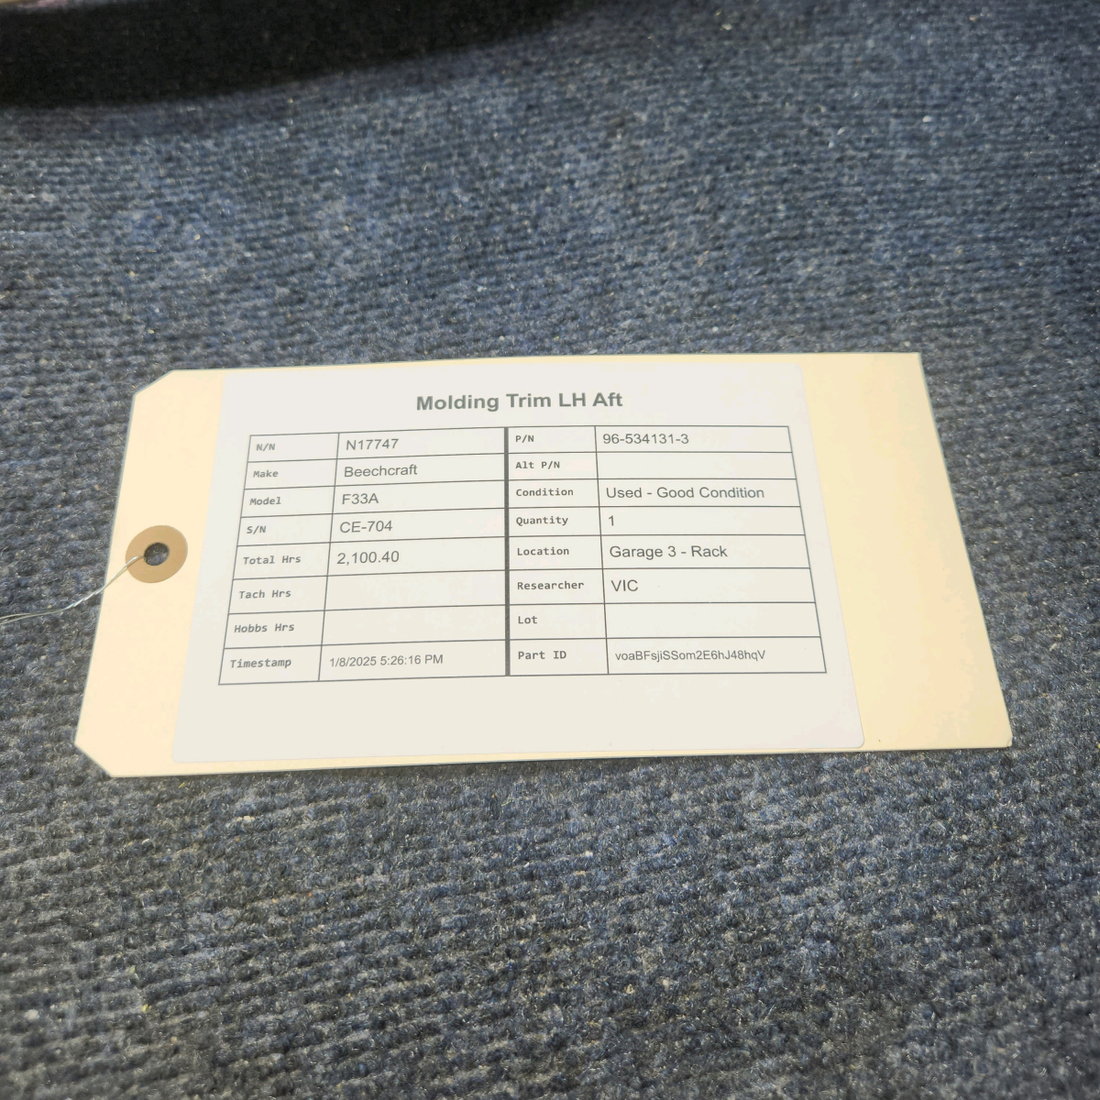 Molding Trim LH Aft
N/N N17747 P/N 96-534131-3
Make Beechcraft Alt P/N
Model F33A Condition Used - Good Condition
S/N CE-704 Quantity 1
Total Hrs 2,100.40 Location Garage 3 - Rack
Tach Hrs Researcher VIC
Hobbs Hrs Lot
Timestamp 1/8/2025 5:26:16 PM Part ID voaBFsjiSSom2E6hJ48hqV